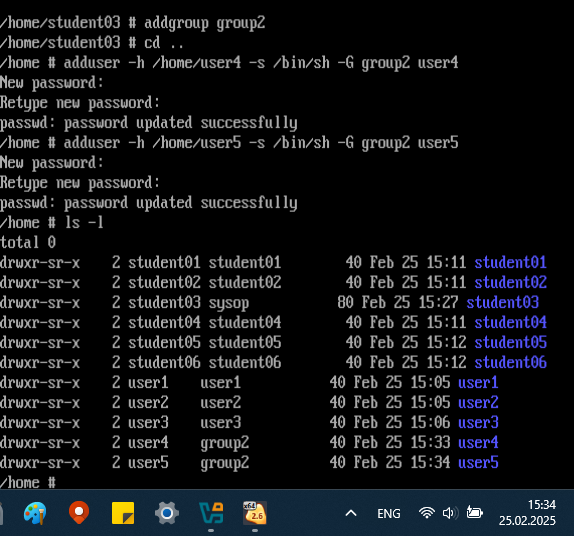 /home/student03 # addgroup group2
/home/student03 # cd ..
/home # adduser -h /home/user4 -s /bin/sh -G group2 user4
New password:
Retype new password:
passwd: password updated successfully
/home # adduser -h /home/user5 -s /bin/sh -G group2 user5
New password:
Retype new password:
passwd: password updated successfully
/home # ls -l
total 0
drwxr-sr-x    2 student01 student01        40 Feb 25 15:11 student01
drwxr-sr-x    2 student02 student02        40 Feb 25 15:11 student02
drwxr-sr-x    2 student03 sysop           80 Feb 25 15:27 student03
drwxr-sr-x    2 student04 student04        40 Feb 25 15:11 student04
drwxr-sr-x    2 student05 student05        40 Feb 25 15:12 student05
drwxr-sr-x    2 student06 student06        40 Feb 25 15:12 student06
drwxr-sr-x    2 user1    user1           40 Feb 25 15:05 user1
drwxr-sr-x    2 user2    user2           40 Feb 25 15:05 user2
drwxr-sr-x    2 user3    user3           40 Feb 25 15:06 user3
drwxr-sr-x    2 user4    group2          40 Feb 25 15:33 user4
drwxr-sr-x    2 user5    group2          40 Feb 25 15:34 user5
/home #
x64
2.6
ENG
15:34
25.02.2025